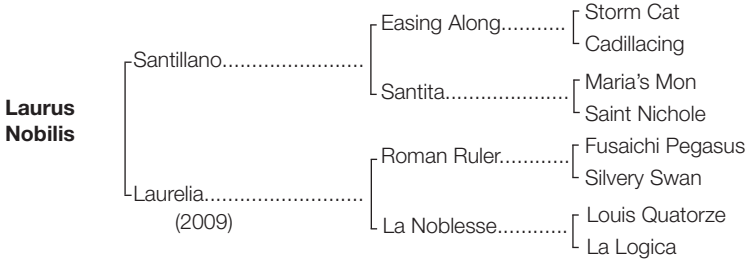 Storm Cat
Easing Along...........
Cadillacing
Santillano........................
Maria's Mon
Santita.....................
Saint Nichole
Laurus
Nobilis
Fusaichi Pegasus
Roman Ruler............
Silvery Swan
Laurelia...........................
(2009)
Louis Quatorze
La Noblesse............
La Logica